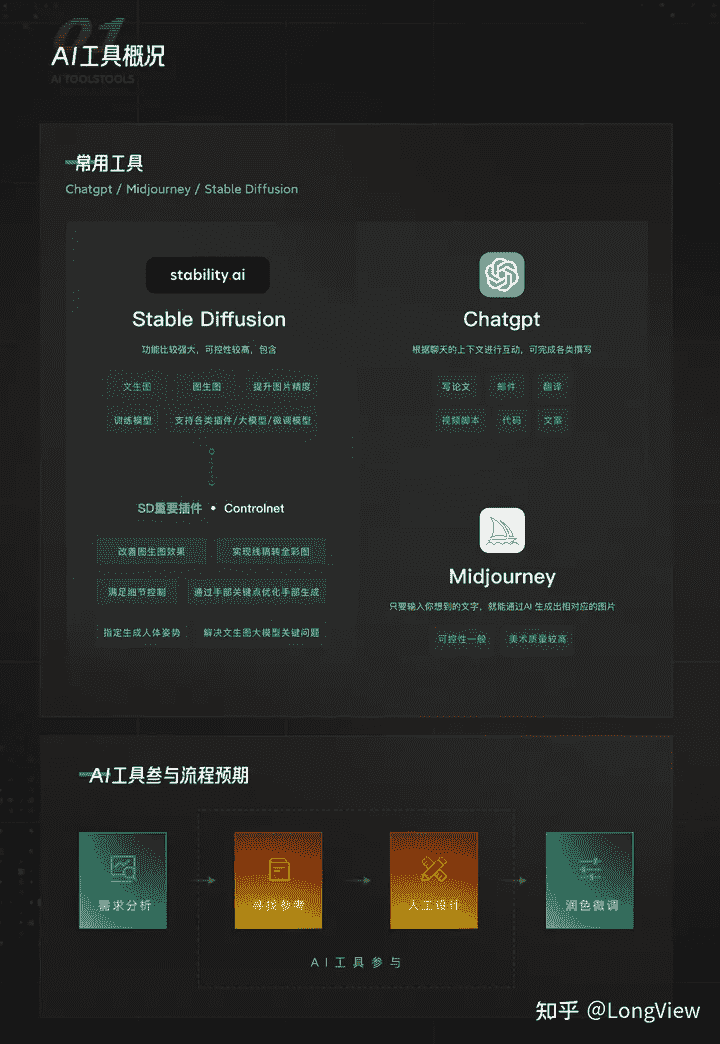 01
AI工具概况
AI TOOLSTOOLS
常用工具
Chatgpt / Midjourney / Stable Diffusion
stability ai
Stable Diffusion
功能比较强大，可控性较高，包含
文生图 图生图 提升图片精度
训练模型 支持各类插件/大模型/微调模型
SD重要插件 • Controlnet
改善图生图效果 实现线稿转全彩图
满足细节控制 通过手部关键点优化手部生成
指定生成人体姿势 解决文生图大模型关键问题
Chatgpt
根据聊天的上下文进行互动，可完成各类撰写
写论文 邮件 翻译
视频脚本 代码 文案
Midjourney
只要输入你想到的文字，就能通过AI 生成出相对应的图片
可控性一般 美术质量较高
AI工具参与流程预期
需求分析 寻找参考 人工设计 润色微调
AI工具参与
知乎 @LongView